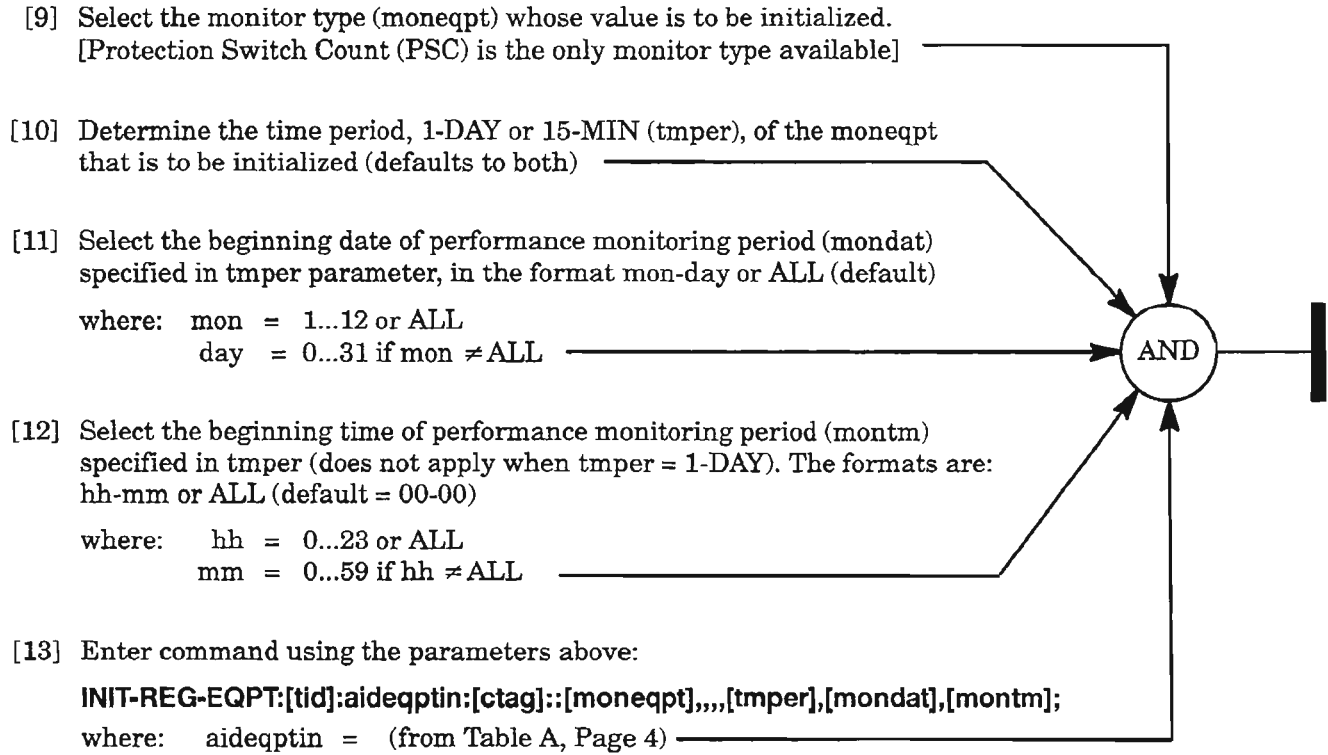 [9] Select the monitor type (moneqpt) whose value is to be initialized.
[Protection Switch Count (PSC) is the only monitor type available]
[10] Determine the time period, 1-DAY or 15-MIN (tmper), of the moneqpt
that is to be initialized (defaults to both)
[11] Select the beginning date of performance monitoring period (mondat)
specified in tmper parameter, in the format mon-day or ALL (default)
where: mon = 1...12 or ALL
day = 0...31 if mon ≠ ALL
AND
[12] Select the beginning time of performance monitoring period (montm)
specified in tmper (does not apply when tmper = 1-DAY). The formats are:
hh-mm or ALL (default = 00-00)
where: hh = 0...23 or ALL
mm = 0...59 if hh ≠ ALL
[13] Enter command using the parameters above:
INIT-REG-EQPT:[tid]:aideqptin:[ctag]::[moneqpt],,,,[tmper],[mondat],[montm];
where: aideqptin = (from Table A, Page 4)